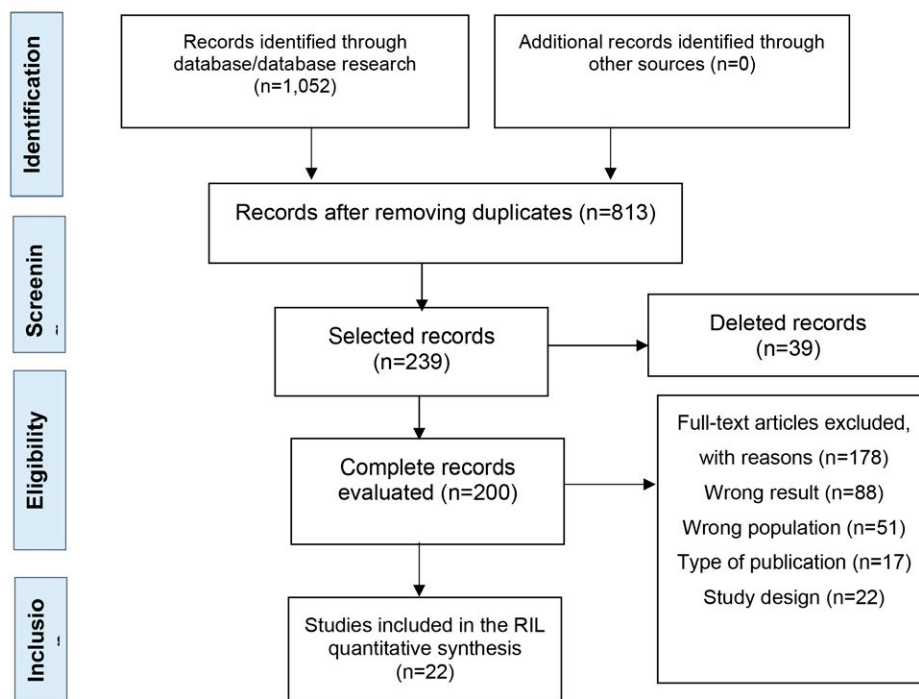 Identification
Records identified through
database/database research
(n=1,052)
Additional records identified through
other sources (n=0)
Records after removing duplicates (n=813)
Screenin
Selected records
(n=239)
Deleted records
(n=39)
Eligibility
Complete records
evaluated (n=200)
Full-text articles excluded,
with reasons (n=178)
Wrong result (n=88)
Wrong population (n=51)
Type of publication (n=17)
Study design (n=22)
Inclusio
Studies included in the RIL
quantitative synthesis
(n=22)